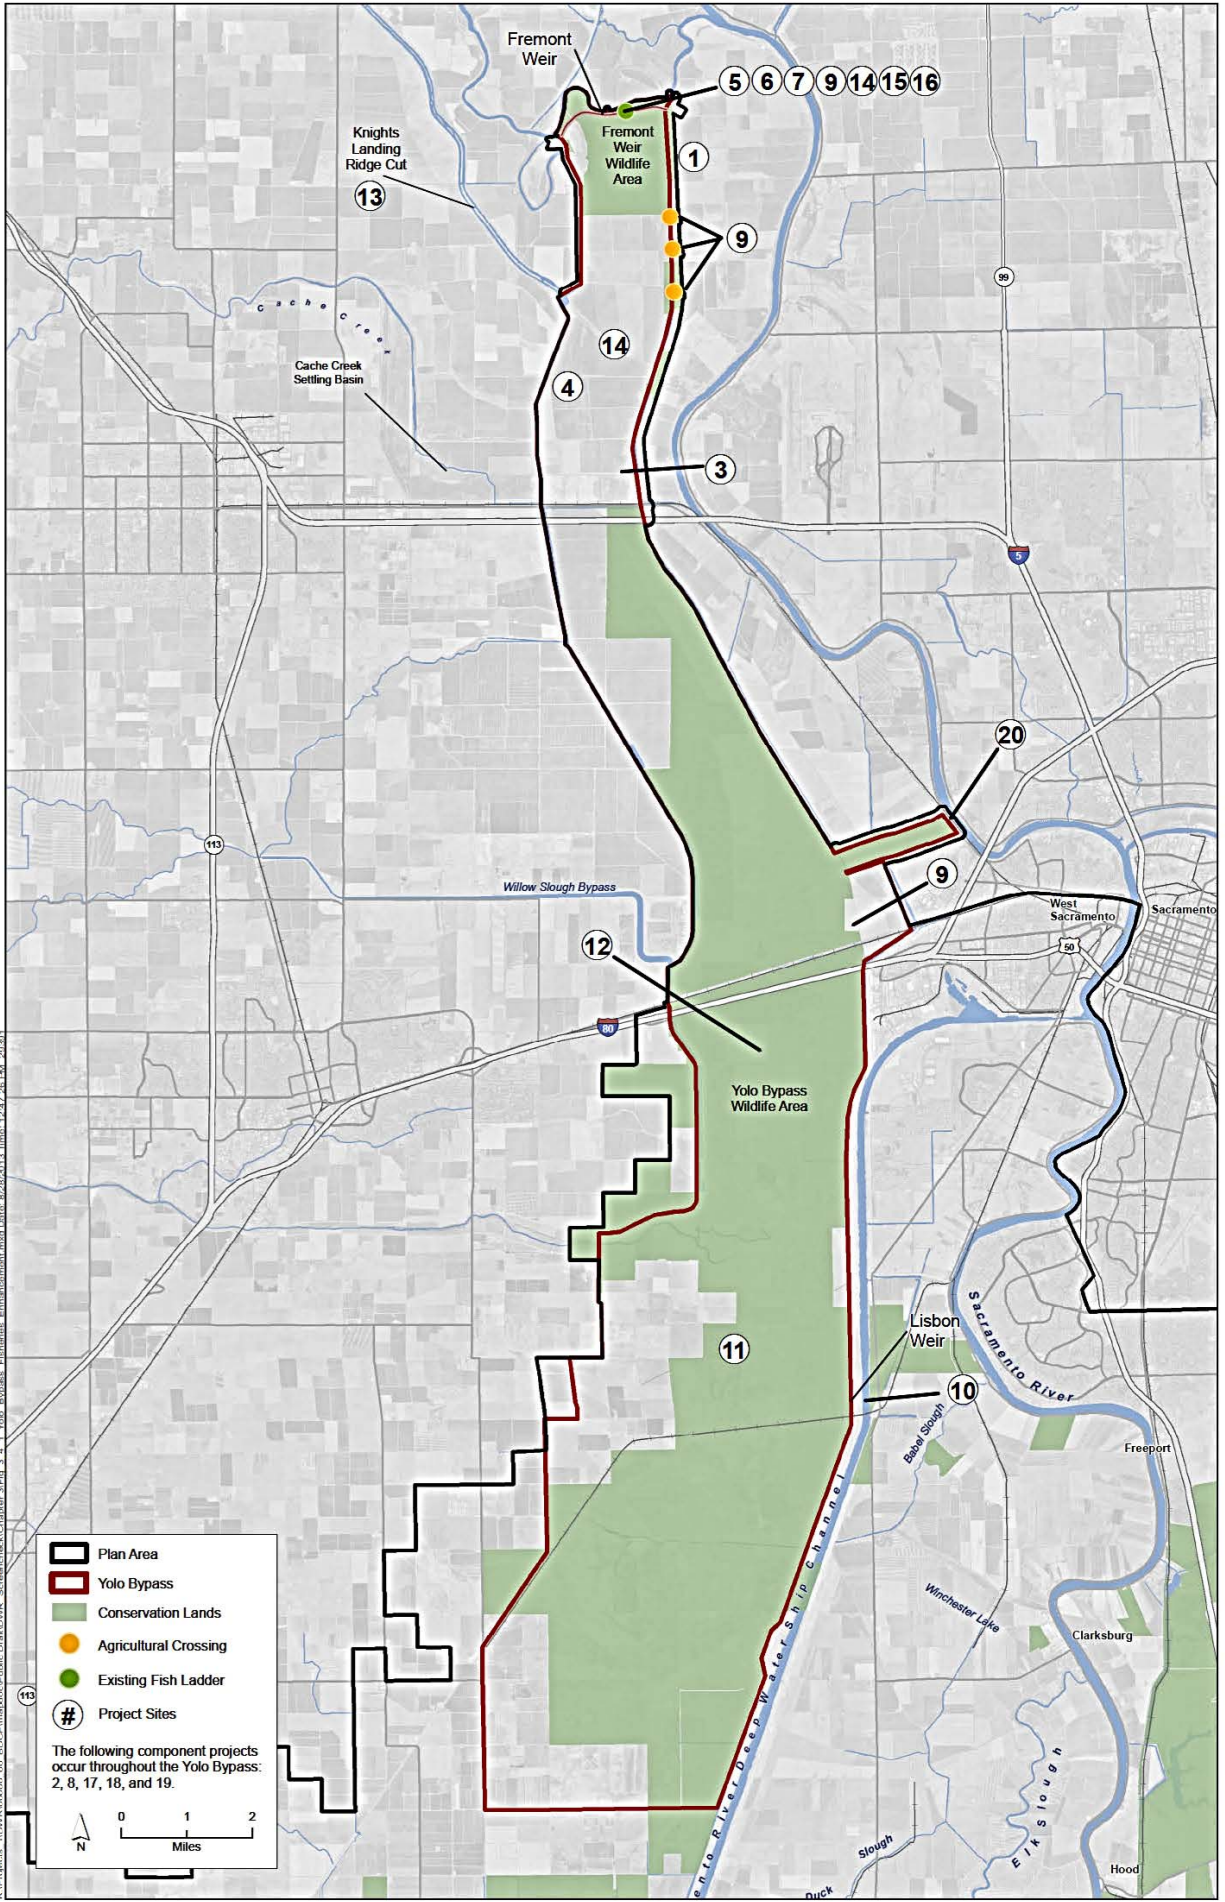 Fremont
Weir
5 6 7 9 14 15 16
Fremont
Weir
Wildlife
Area
1
Knights
Landing
Ridge Cut
13
9
99
Cache Creek
14
Cache Creek
Settling Basin
4
3
5
20
113
9
Willow Slough Bypass
West
Sacramento
Sacramento
50
12
80
Yolo Bypass
Wildlife Area
Sacramento River
Lisbon
Weir
11
10
Babel Slough
Freeport
Winchester Lake
Clarksburg
ento River Deep Water Ship Channel
Elk Slough
Slough
Duck
Hood
113
Plan Area
Yolo Bypass
Conservation Lands
Agricultural Crossing
Existing Fish Ladder
# Project Sites
The following component projects
occur throughout the Yolo Bypass:
2, 8, 17, 18, and 19.
0 1 2
N
Miles